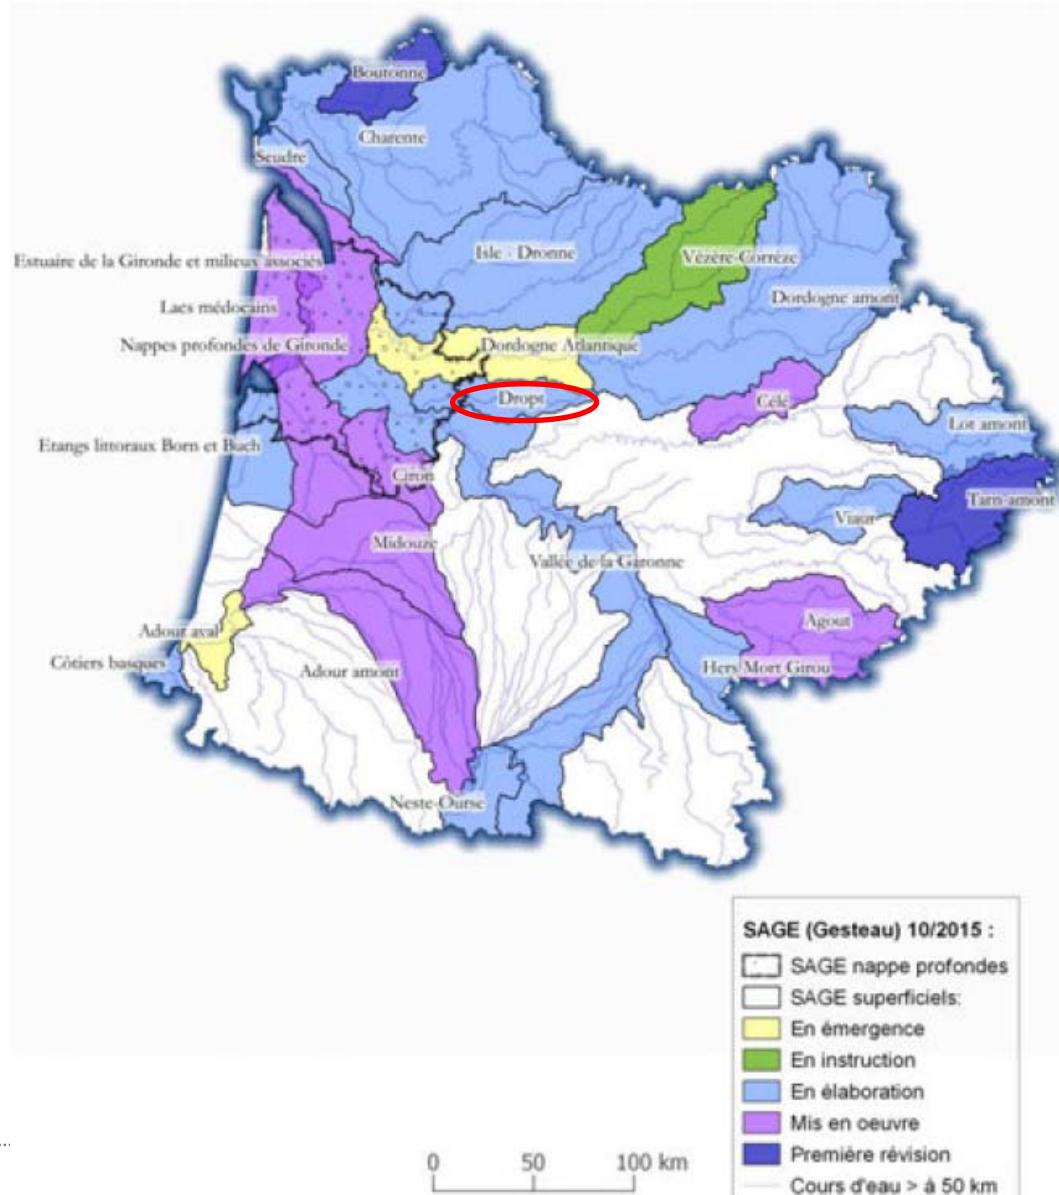 Boutonne
Charente
Seudre
Isle - Dronne
Vézère-Corrèze
Estuaire de la Gironde et milieux associés
Dordogne amont
Lacs médocains
Nappes profondes de Gironde
Dordogne Atlantique
Dropt
Célé
Lot amont
Etangs littoraux Born et Buch
Ciron
Tarn-amont
Viaur
Midouze
Vallée de la Garonne
Agout
Adour aval
Côtiers basques
Adour amont
Hers Mort Girou
Neste-Ourse
SAGE (Gesteau) 10/2015 :
SAGE nappe profondes
SAGE superficiels:
En émergence
En instruction
En élaboration
Mis en oeuvre
Première révision
Cours d'eau > à 50 km
0 50 100 km